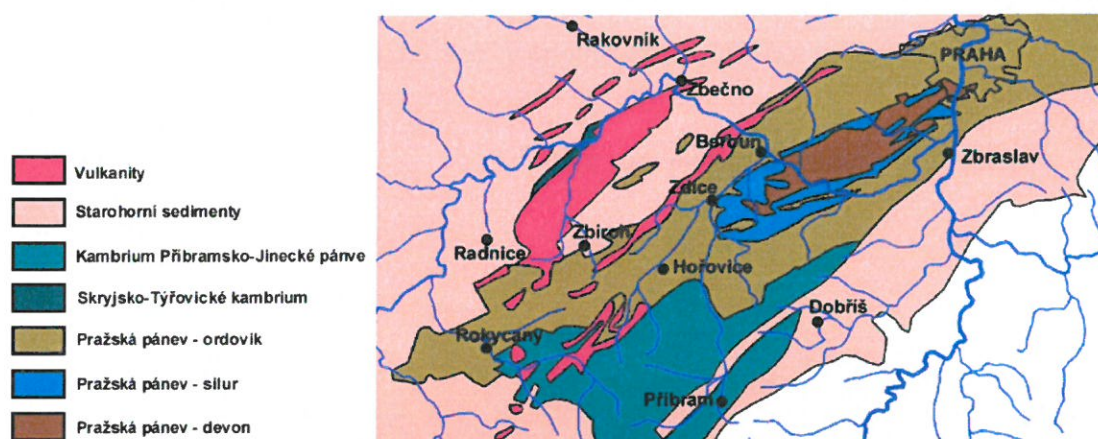 Vulkanity
Starohorní sedimenty
Kambrium Příbramsko-Jinecké pánve
Skryjsko-Týřovické kambrium
Pražská pánev - ordovik
Pražská pánev - silur
Pražská pánev - devon
Rakovník
PRAHA
Zbečno
Beroun
Zbraslav
Zdice
Zbiroh
Radnice
Hořovice
Dobříš
Rokycany
Příbram